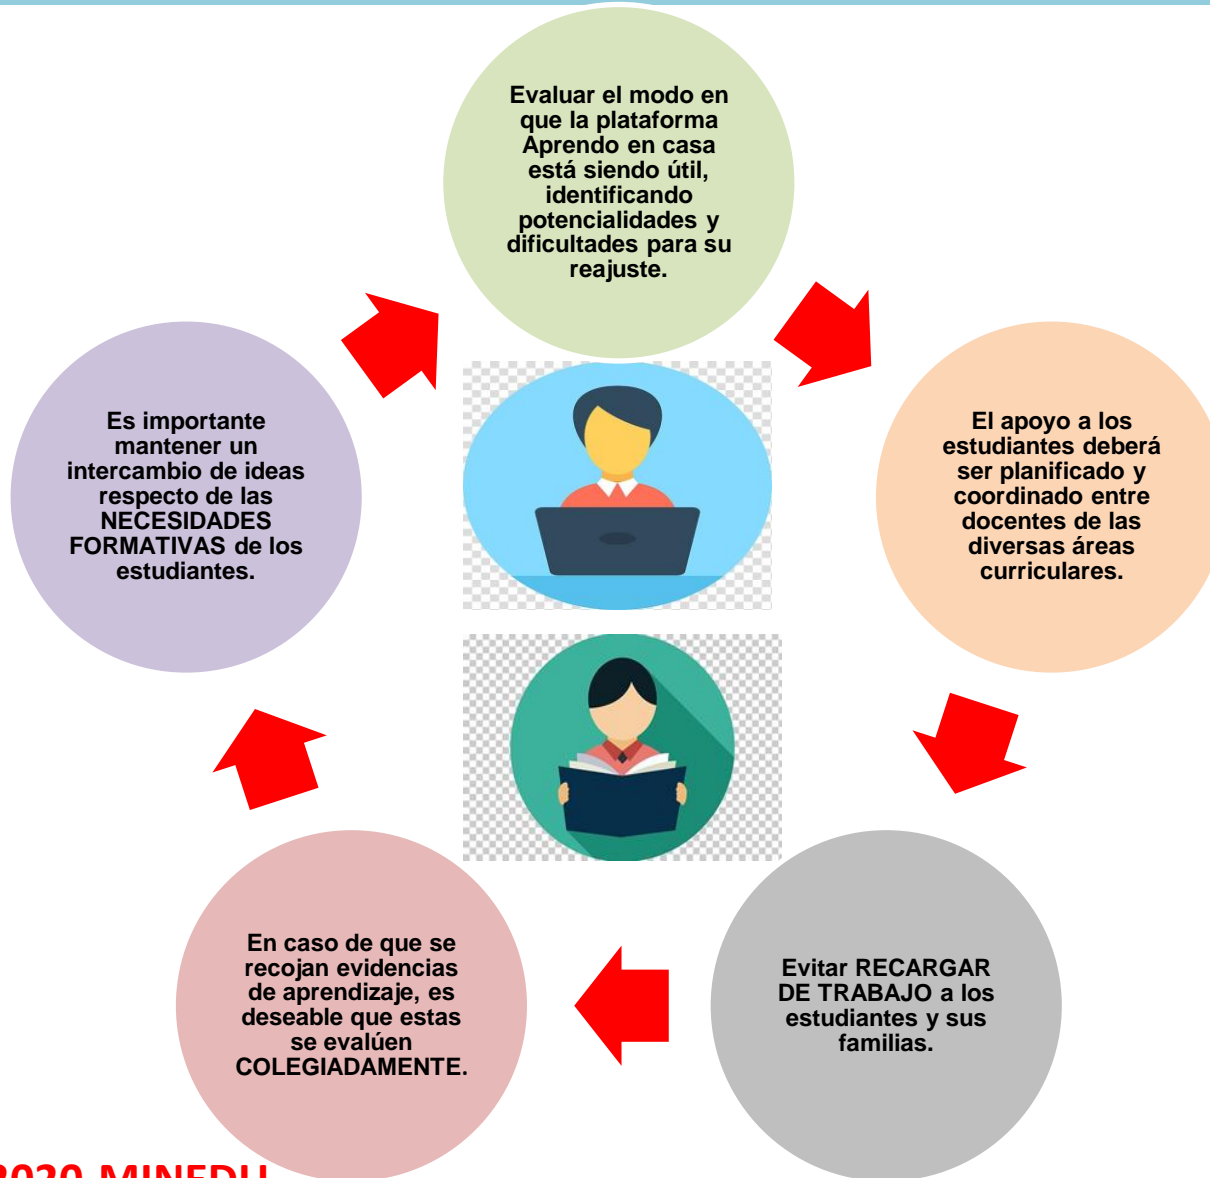 Evaluar el modo en
que la plataforma
Aprendo en casa
está siendo útil,
identificando
potencialidades y
dificultades para su
reajuste.
El apoyo a los
estudiantes deberá
ser planificado y
coordinado entre
docentes de las
diversas áreas
curriculares.
Evitar RECARGAR
DE TRABAJO a los
estudiantes y sus
familias.
En caso de que se
recojan evidencias
de aprendizaje, es
deseable que estas
se evalúen
COLEGIADAMENTE.
Es importante
mantener un
intercambio de ideas
respecto de las
NECESIDADES
FORMATIVAS de los
estudiantes.
2020-MINEDU